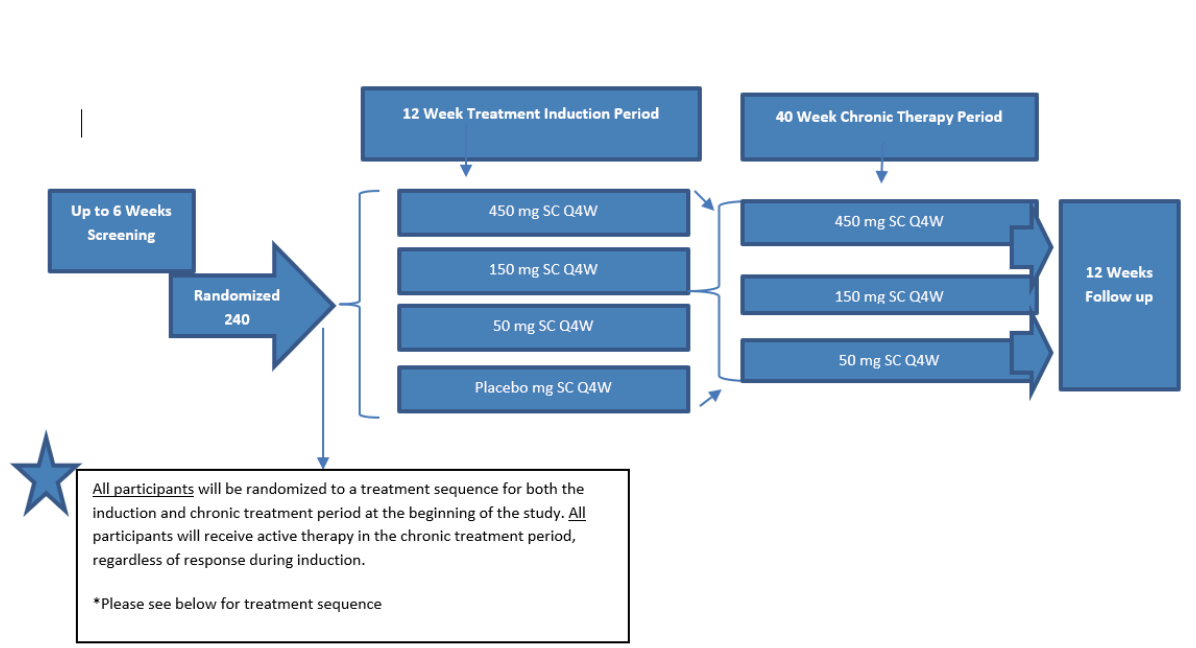 12 Week Treatment Induction Period
40 Week Chronic Therapy Period
Up to 6 Weeks
Screening
Randomized
240
450 mg SC Q4W
150 mg SC Q4W
50 mg SC Q4W
Placebo mg SC Q4W
450 mg SC Q4W
150 mg SC Q4W
50 mg SC Q4W
12 Weeks
Follow up
All participants will be randomized to a treatment sequence for both the
induction and chronic treatment period at the beginning of the study. All
participants will receive active therapy in the chronic treatment period,
regardless of response during induction.
*Please see below for treatment sequence